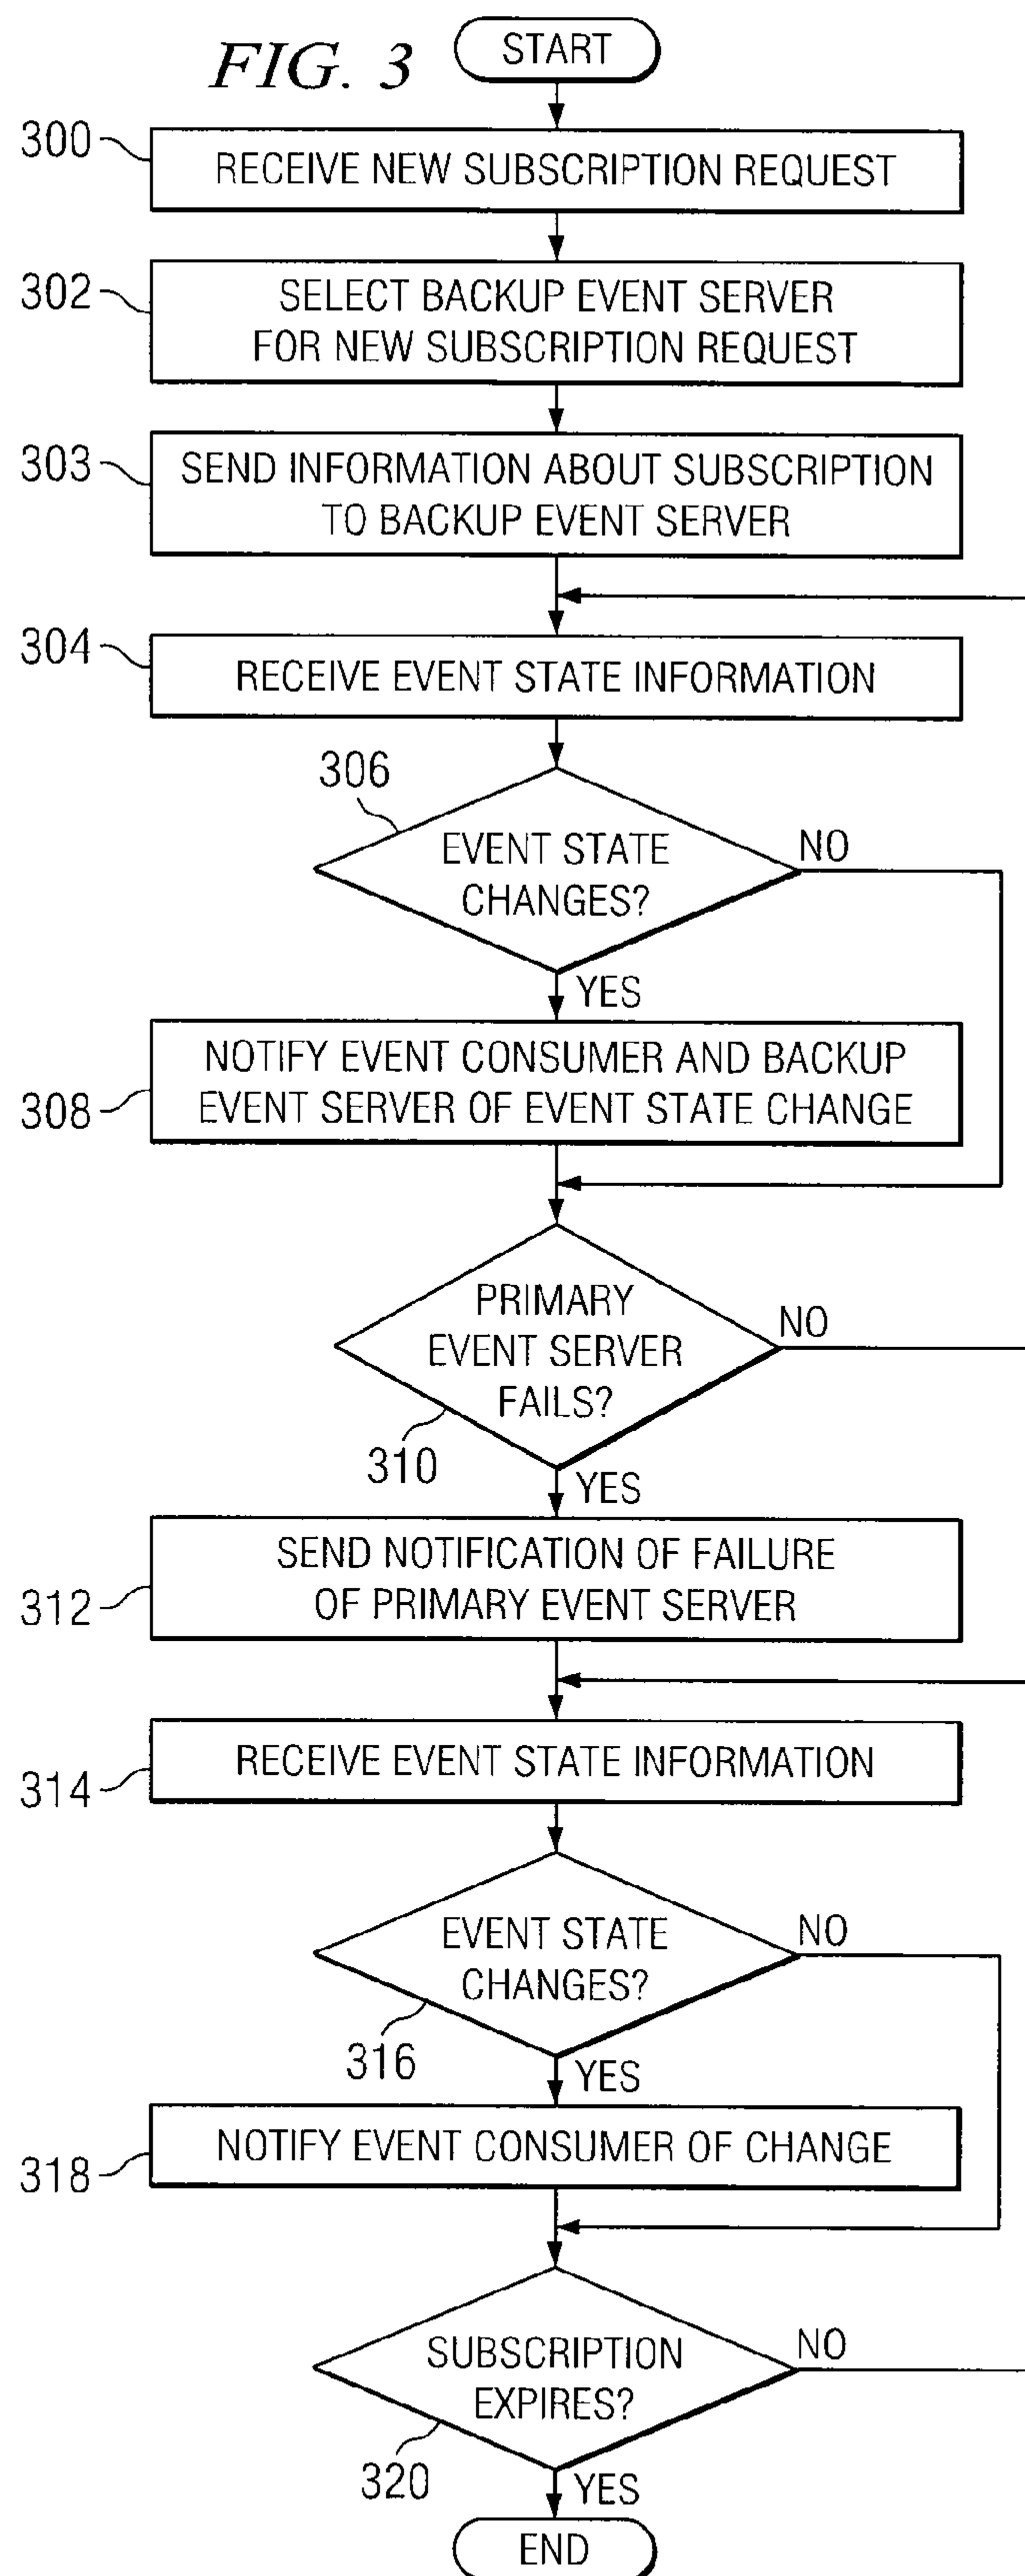 FIG. 3
START
300
RECEIVE NEW SUBSCRIPTION REQUEST
302
SELECT BACKUP EVENT SERVER
FOR NEW SUBSCRIPTION REQUEST
303
SEND INFORMATION ABOUT SUBSCRIPTION
TO BACKUP EVENT SERVER
304
RECEIVE EVENT STATE INFORMATION
306
EVENT STATE
CHANGES?
NO
YES
308
NOTIFY EVENT CONSUMER AND BACKUP
EVENT SERVER OF EVENT STATE CHANGE
PRIMARY
EVENT SERVER
FAILS?
NO
310
YES
312
SEND NOTIFICATION OF FAILURE
OF PRIMARY EVENT SERVER
314
RECEIVE EVENT STATE INFORMATION
EVENT STATE
CHANGES?
NO
316
YES
318
NOTIFY EVENT CONSUMER OF CHANGE
SUBSCRIPTION
EXPIRES?
NO
320
YES
END